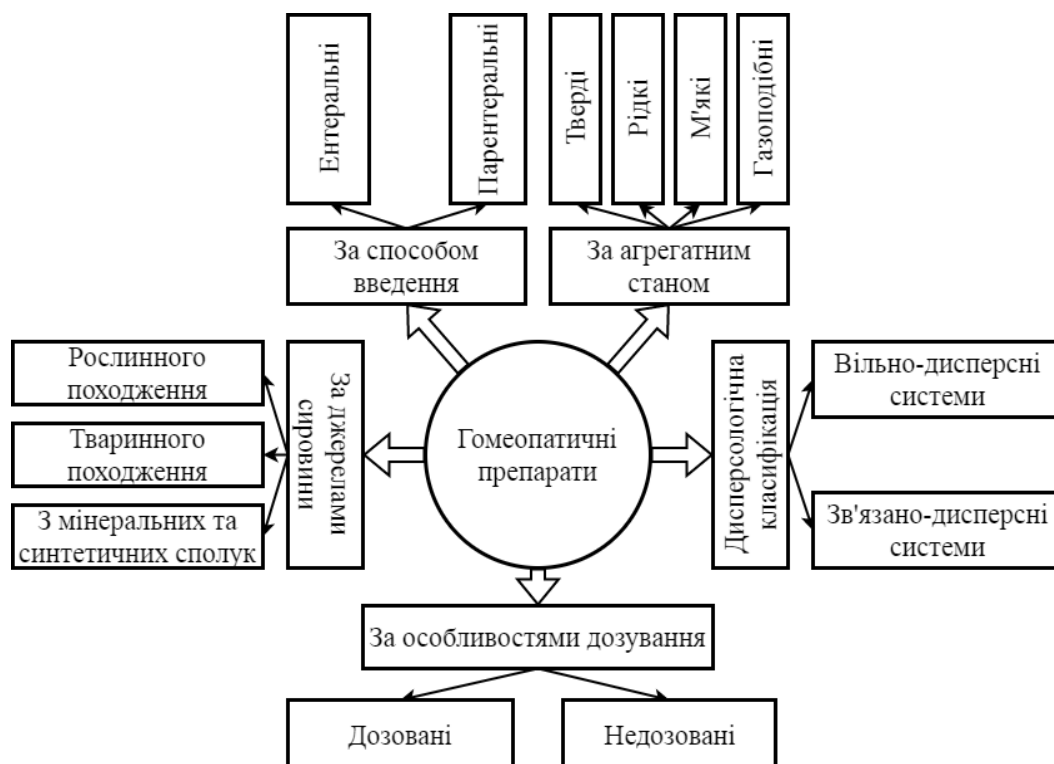 Ентеральні
Парентеральні
Тверді
Рідкі
М'які
Газоподібні
За способом
введення
За агрегатним
станом
Рослинного
походження
Тваринного
походження
З мінеральних та
синтетичних сполук
За джерелами
сировини
Гомеопатичні
препарати
Дисперсологічна
класифікація
Вільно-дисперсні
системи
Зв'язано-дисперсні
системи
За особливостями дозування
Дозовані
Недозовані